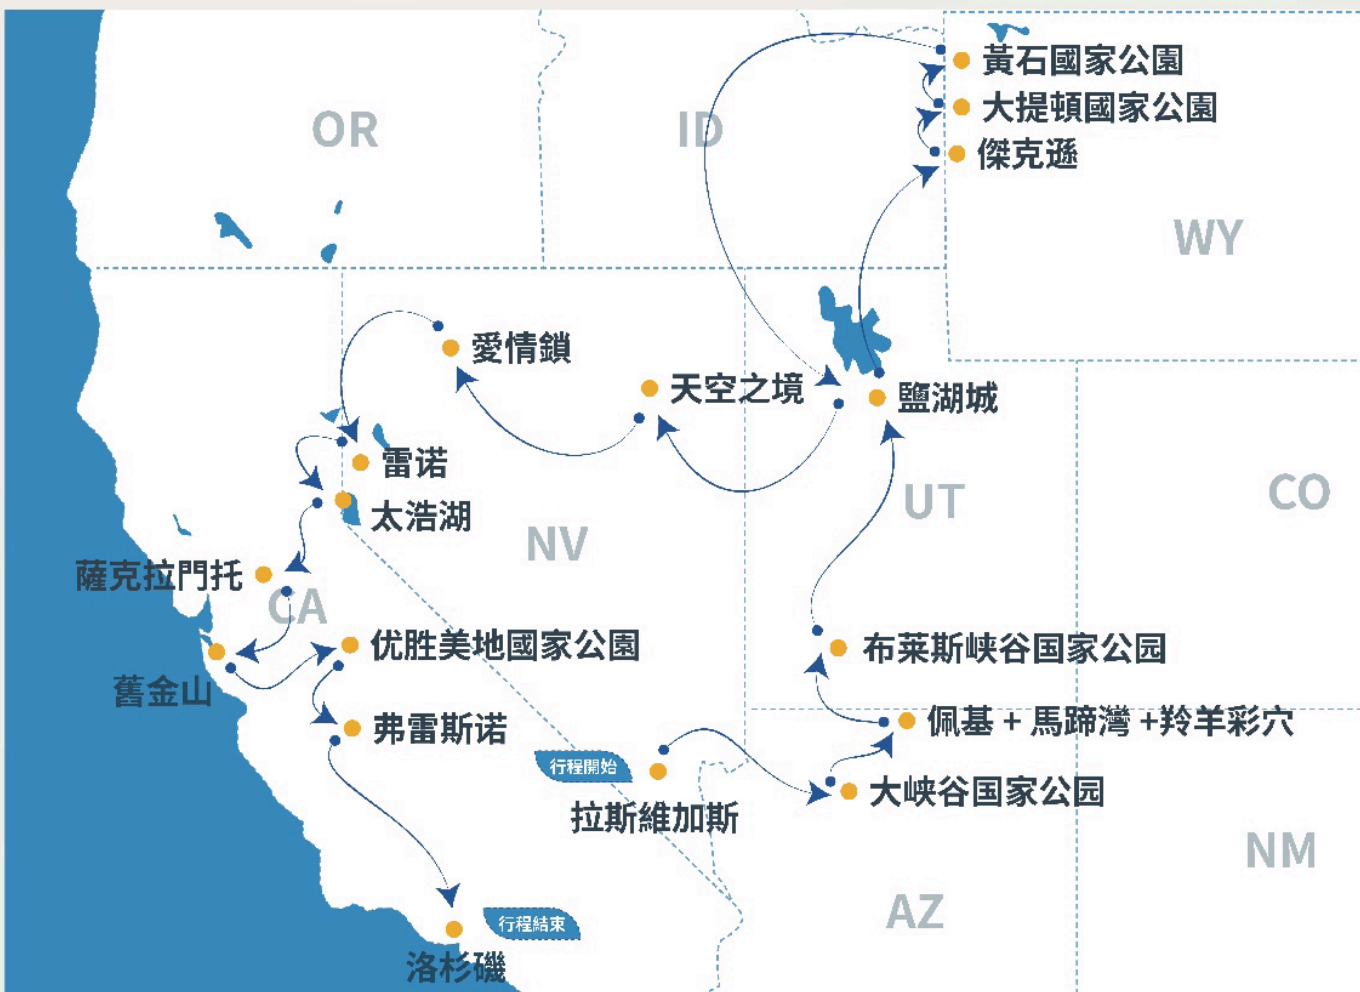 黃石國家公園
大提頓國家公園
OR
ID
傑克遜
WY
愛情鎖
天空之境
鹽湖城
雷诺
太浩湖
UT
CO
NV
薩克拉門托
CA
优胜美地國家公園
布莱斯峡谷国家公园
舊金山
弗雷斯诺
佩基 + 馬蹄灣 +羚羊彩穴
行程開始
大峡谷国家公园
拉斯維加斯
NM
AZ
行程結束
洛杉磯